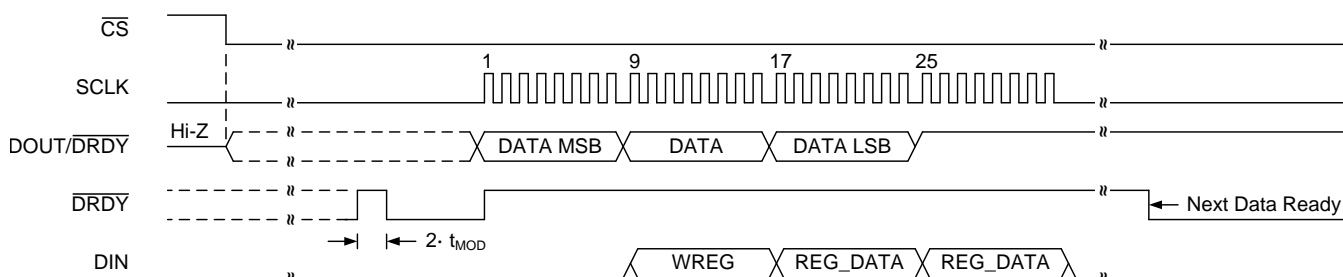 CS
SCLK
1 9 17 25
Hi-Z
DOUT/DRDY
DATA MSB DATA DATA LSB
DRDY
Next Data Ready
2· tMOD
DIN
WREG REG_DATA REG_DATA